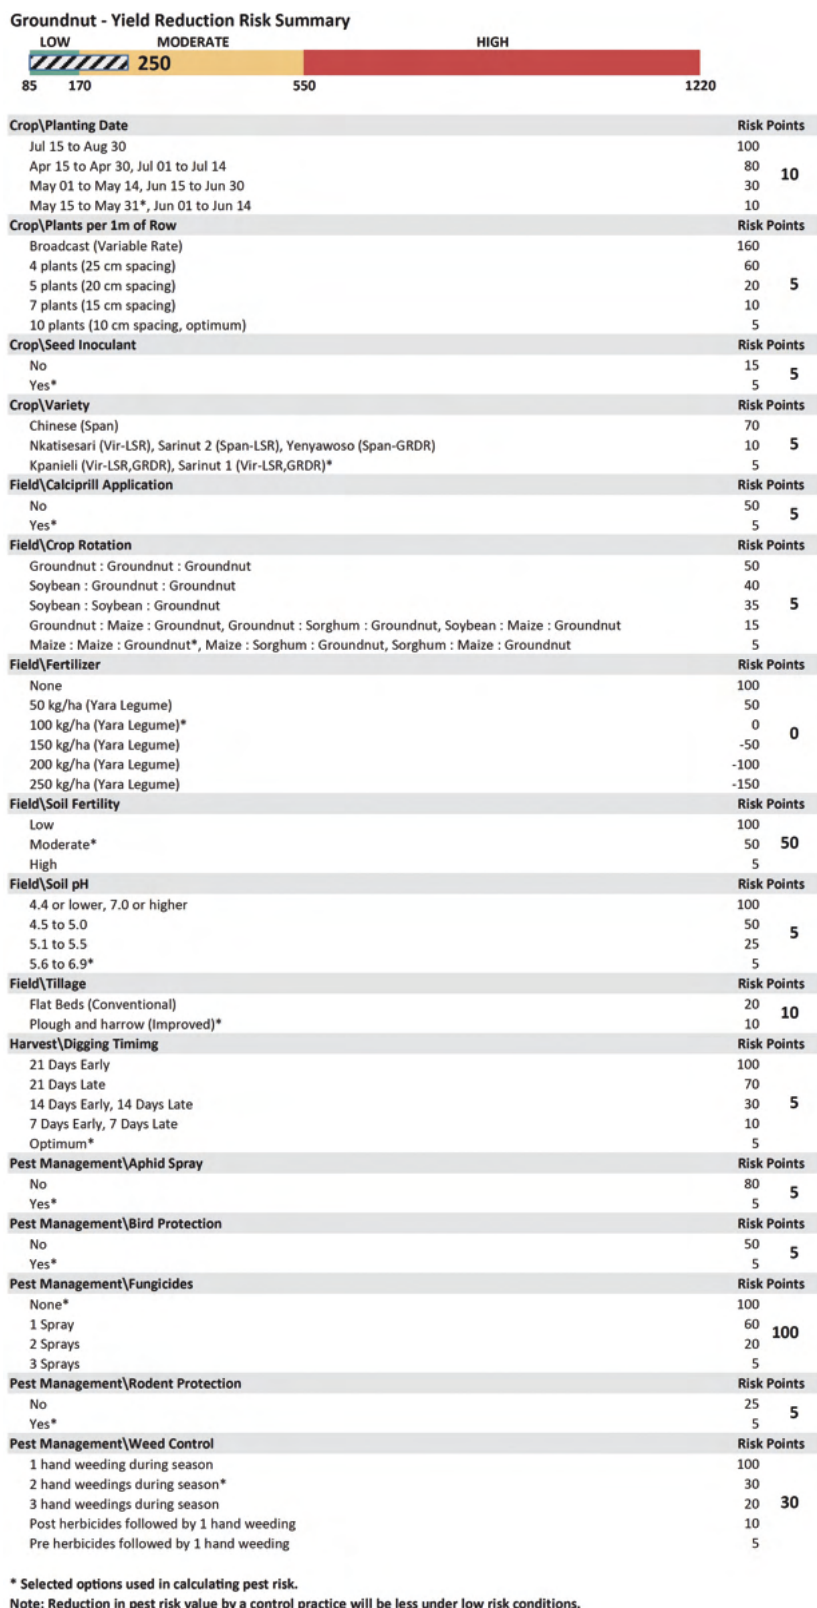 Groundnut - Yield Reduction Risk Summary
LOW MODERATE HIGH
250
85 170 550 1220
Crop\Planting Date Risk Points
Jul 15 to Aug 30 100
Apr 15 to Apr 30, Jul 01 to Jul 14 80
10
May 01 to May 14, Jun 15 to Jun 30 30
May 15 to May 31*, Jun 01 to Jun 14 10
Crop\Plants per 1m of Row Risk Points
Broadcast (Variable Rate) 160
4 plants (25 cm spacing) 60
5 plants (20 cm spacing) 20 5
7 plants (15 cm spacing) 10
10 plants (10 cm spacing, optimum) 5
Crop\Seed Inoculant Risk Points
No 15
5
Yes* 5
Crop\Variety Risk Points
Chinese (Span) 70
Nkatisesari (Vir-LSR), Sarinut 2 (Span-LSR), Yenyawoso (Span-GRDR) 10 5
Kpanieli (Vir-LSR,GRDR), Sarinut 1 (Vir-LSR,GRDR)* 5
Field\Calciprill Application Risk Points
No 50
5
Yes* 5
Field\Crop Rotation Risk Points
Groundnut : Groundnut : Groundnut 50
Soybean : Groundnut : Groundnut 40
Soybean : Soybean : Groundnut 35 5
Groundnut : Maize : Groundnut, Groundnut : Sorghum : Groundnut, Soybean : Maize : Groundnut 15
Maize : Maize : Groundnut*, Maize : Sorghum : Groundnut, Sorghum : Maize : Groundnut 5
Field\Fertilizer Risk Points
None 100
50 kg/ha (Yara Legume) 50
100 kg/ha (Yara Legume)* 0
0
150 kg/ha (Yara Legume) -50
200 kg/ha (Yara Legume) -100
250 kg/ha (Yara Legume) -150
Field\Soil Fertility Risk Points
Low 100
Moderate* 50 50
High 5
Field\Soil pH Risk Points
4.4 or lower, 7.0 or higher 100
4.5 to 5.0 50
5
5.1 to 5.5 25
5.6 to 6.9* 5
Field\Tillage Risk Points
Flat Beds (Conventional) 20
10
Plough and harrow (Improved)* 10
Harvest\Digging Timimg Risk Points
21 Days Early 100
21 Days Late 70
14 Days Early, 14 Days Late 30 5
7 Days Early, 7 Days Late 10
Optimum* 5
Pest Management\Aphid Spray Risk Points
No 80
5
Yes* 5
Pest Management\Bird Protection Risk Points
No 50
5
Yes* 5
Pest Management\Fungicides Risk Points
None* 100
1 Spray 60
100
2 Sprays 20
3 Sprays 5
Pest Management\Rodent Protection Risk Points
No 25
5
Yes* 5
Pest Management\Weed Control Risk Points
1 hand weeding during season 100
2 hand weedings during season* 30
3 hand weedings during season 20 30
Post herbicides followed by 1 hand weeding 10
Pre herbicides followed by 1 hand weeding 5
* Selected options used in calculating pest risk.
Note: Reduction in pest risk value by a control practice will be less under low risk conditions.